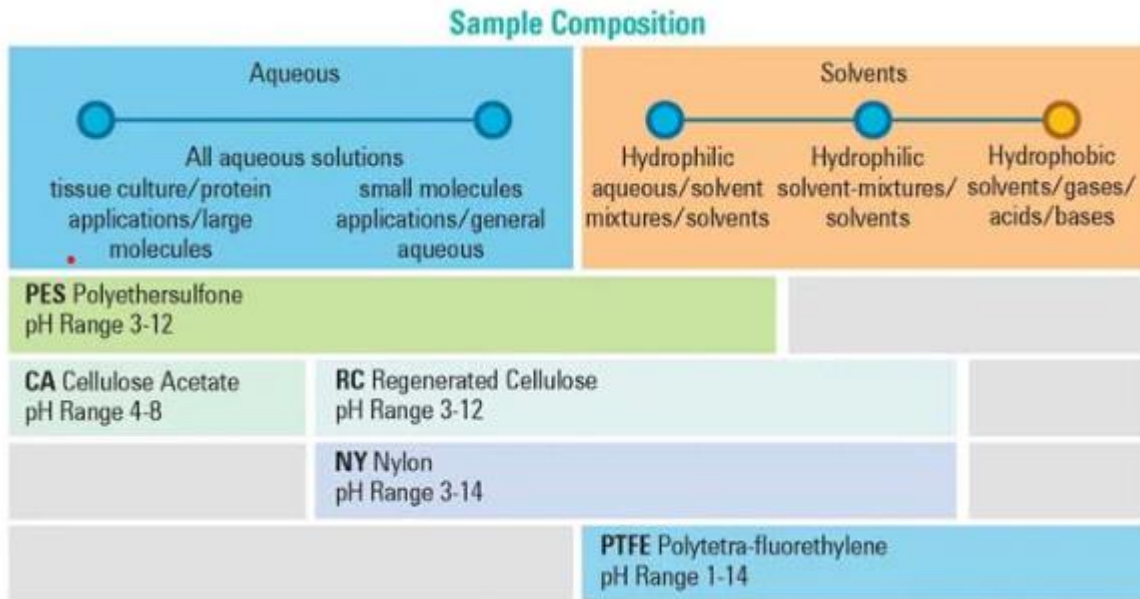 Sample Composition
Aqueous
All aqueous solutions
tissue culture/protein
applications/large
molecules
small molecules
applications/general
aqueous
Solvents
Hydrophilic
aqueous/solvent
mixtures/solvents
Hydrophilic
solvent-mixtures/
solvents
Hydrophobic
solvents/gases/
acids/bases
PES Polyethersulfone
pH Range 3-12
CA Cellulose Acetate
pH Range 4-8
RC Regenerated Cellulose
pH Range 3-12
NY Nylon
pH Range 3-14
PTFE Polytetra-fluorethylene
pH Range 1-14